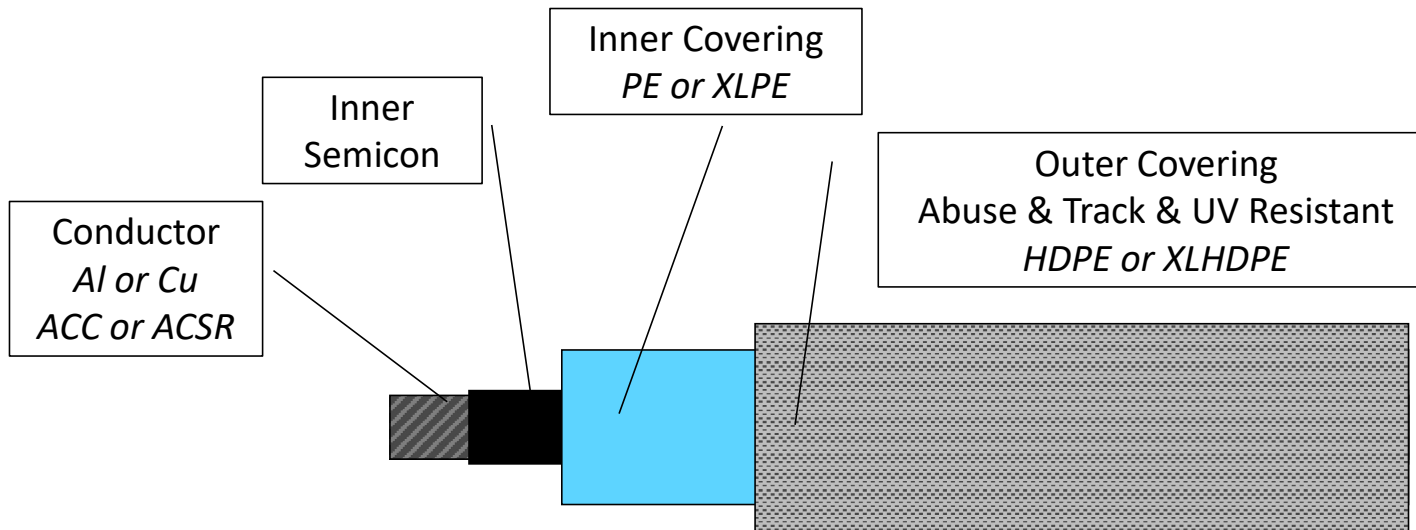 Inner Covering
PE or XLPE
Inner
Semicon
Outer Covering
Abuse & Track & UV Resistant
HDPE or XLHDPE
Conductor
Al or Cu
ACC or ACSR